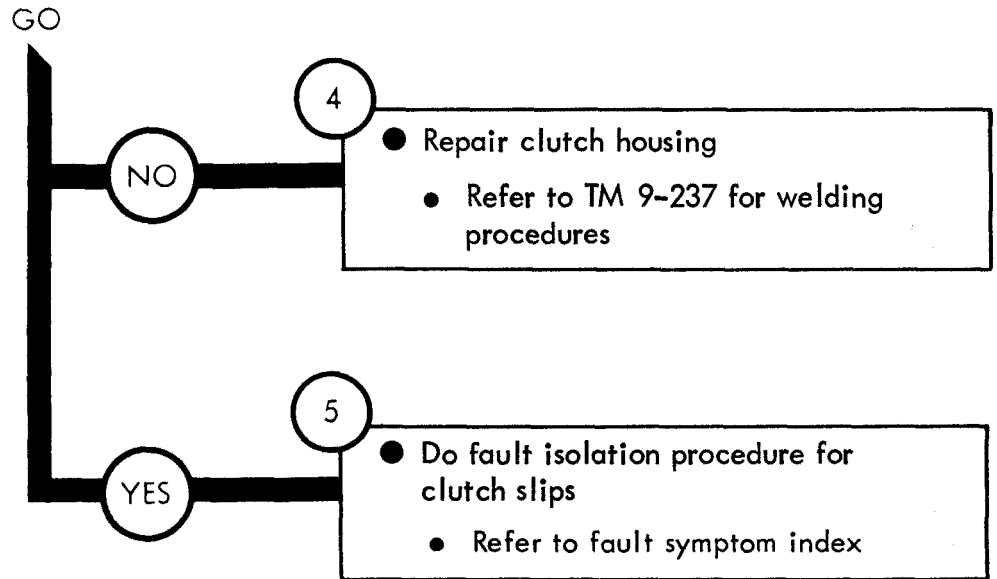 GO
4
● Repair clutch housing
NO
● Refer to TM 9-237 for welding
procedures
5
● Do fault isolation procedure for
clutch slips
YES
● Refer to fault symptom index